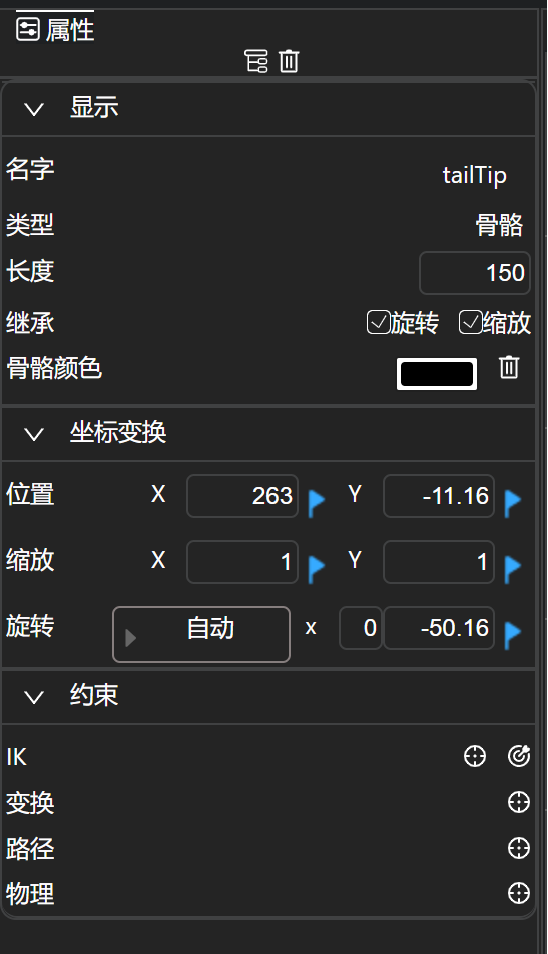 属性
显示
名字 tailTip
类型 骨骼
长度 150
继承 旋转 缩放
骨骼颜色
坐标变换
位置 X 263 Y -11.16
缩放 X 1 Y 1
旋转 自动 x 0 -50.16
约束
IK
变换
路径
物理